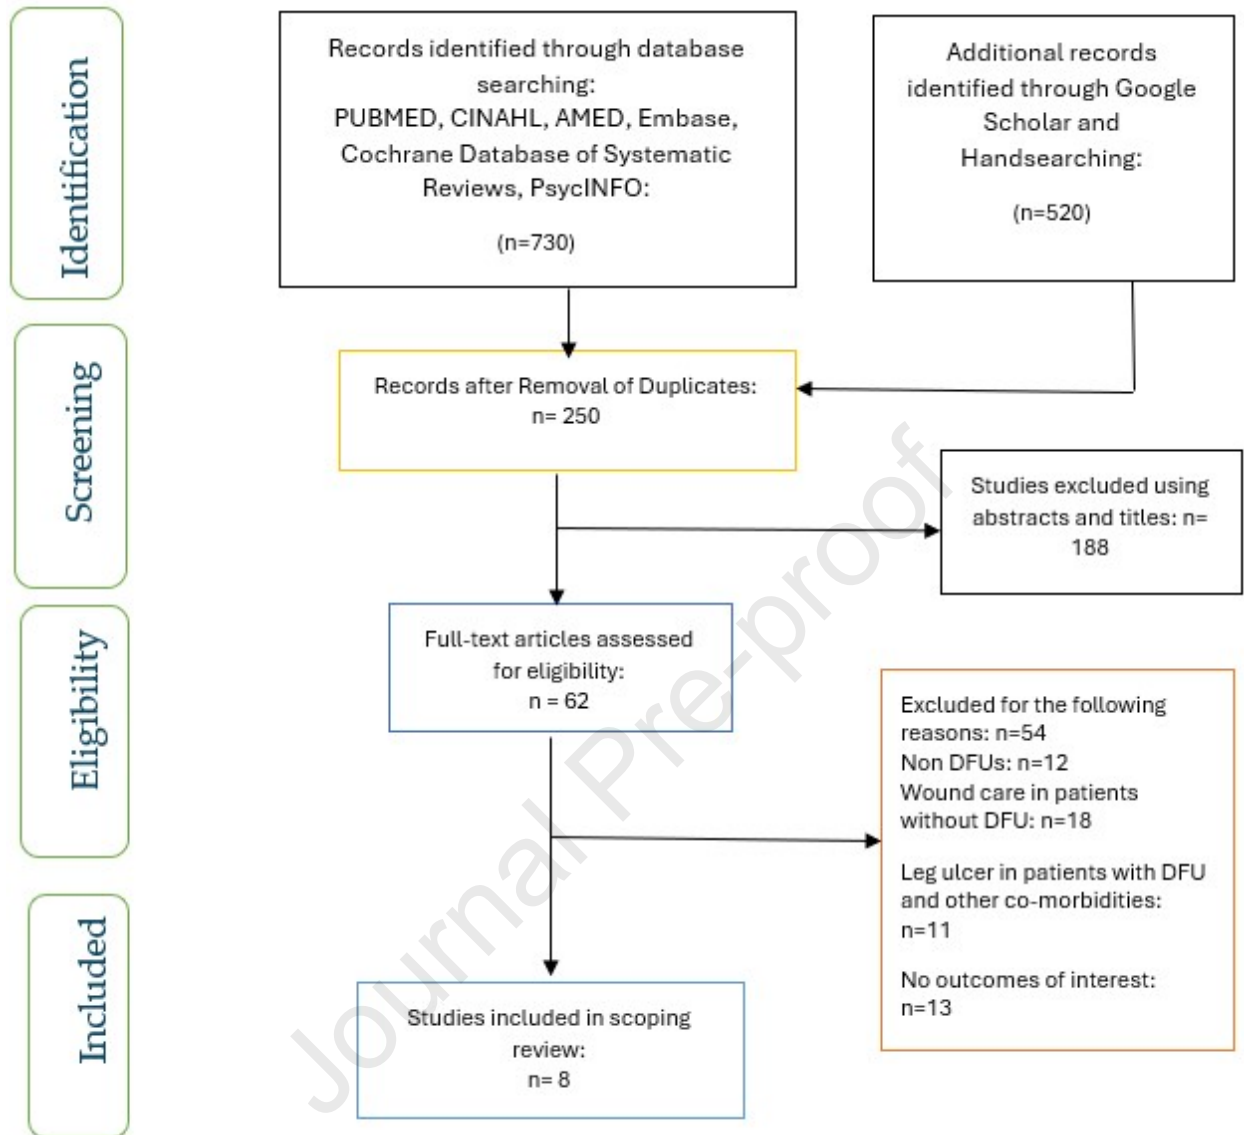 Identification
Records identified through database
searching:
PUBMED, CINAHL, AMED, Embase,
Cochrane Database of Systematic
Reviews, PsycINFO:
(n=730)
Additional records
identified through Google
Scholar and
Handsearching:
(n=520)
Screening
Records after Removal of Duplicates:
n= 250
Studies excluded using
abstracts and titles: n=
188
Eligibility
Full-text articles assessed
for eligibility:
n = 62
Excluded for the following
reasons: n=54
Non DFUs: n=12
Wound care in patients
without DFU: n=18
Leg ulcer in patients with DFU
and other co-morbidities:
n=11
No outcomes of interest:
n=13
Included
Studies included in scoping
review:
n= 8
Journal Pre-proof